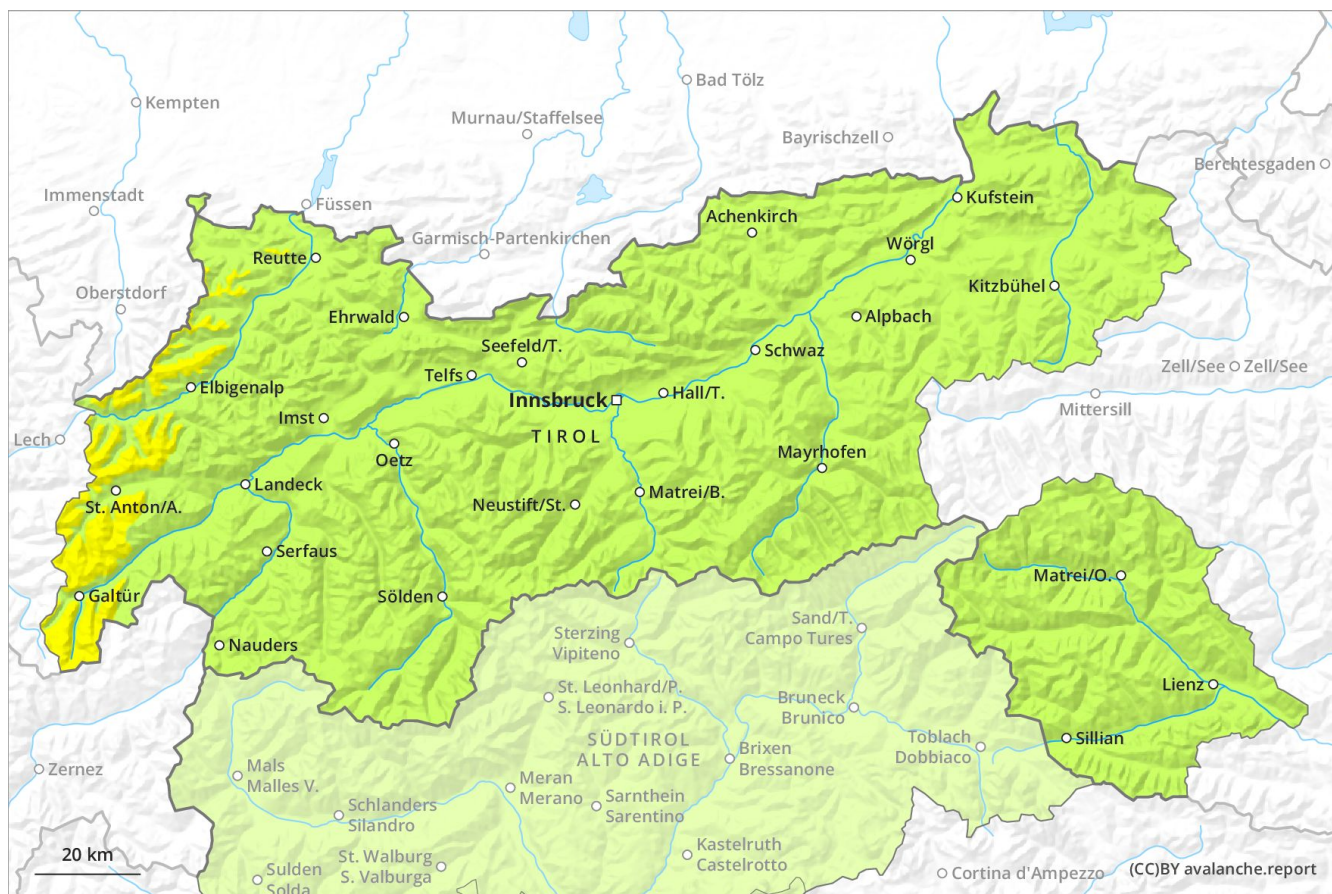 Kempten
Bad Tölz
Murnau/Staffelsee
Bayrischzell
Berchtesgaden
Immenstadt
Füssen
Kufstein
Achenkirch
Garmisch-Partenkirchen
Wörgl
Reutte
Oberstdorf
Kitzbühel
Ehrwald
Alpbach
Seefeld/T.
Schwaz
Zell/See
Zell/See
Telfs
Elbigenalp
Innsbruck
Hall/T.
Mittersill
Imst
TIROL
Lech
Oetz
Mayrhofen
Landeck
Matrei/B.
St. Anton/A.
Neustift/St.
Serfaus
Matrei/O.
Galtür
Sölden
Sand/T.
Campo Tures
Sterzing
Vipiteno
Nauders
Lienz
St. Leonhard/P.
S. Leonardo i. P.
Bruneck
Brunico
SÜDTIROL
ALTO ADIGE
Toblach
Dobbiaco
Sillian
Brixen
Bressanone
Zernez
Mals
Malles V.
Meran
Merano
Sarnthein
Sarentino
Schlanders
Silandro
20 km
St. Walburg
S. Valburga
Kastelruth
Castelrotto
Sulden
Solda
Cortina d'Ampezzo
(CC)BY avalanche.report